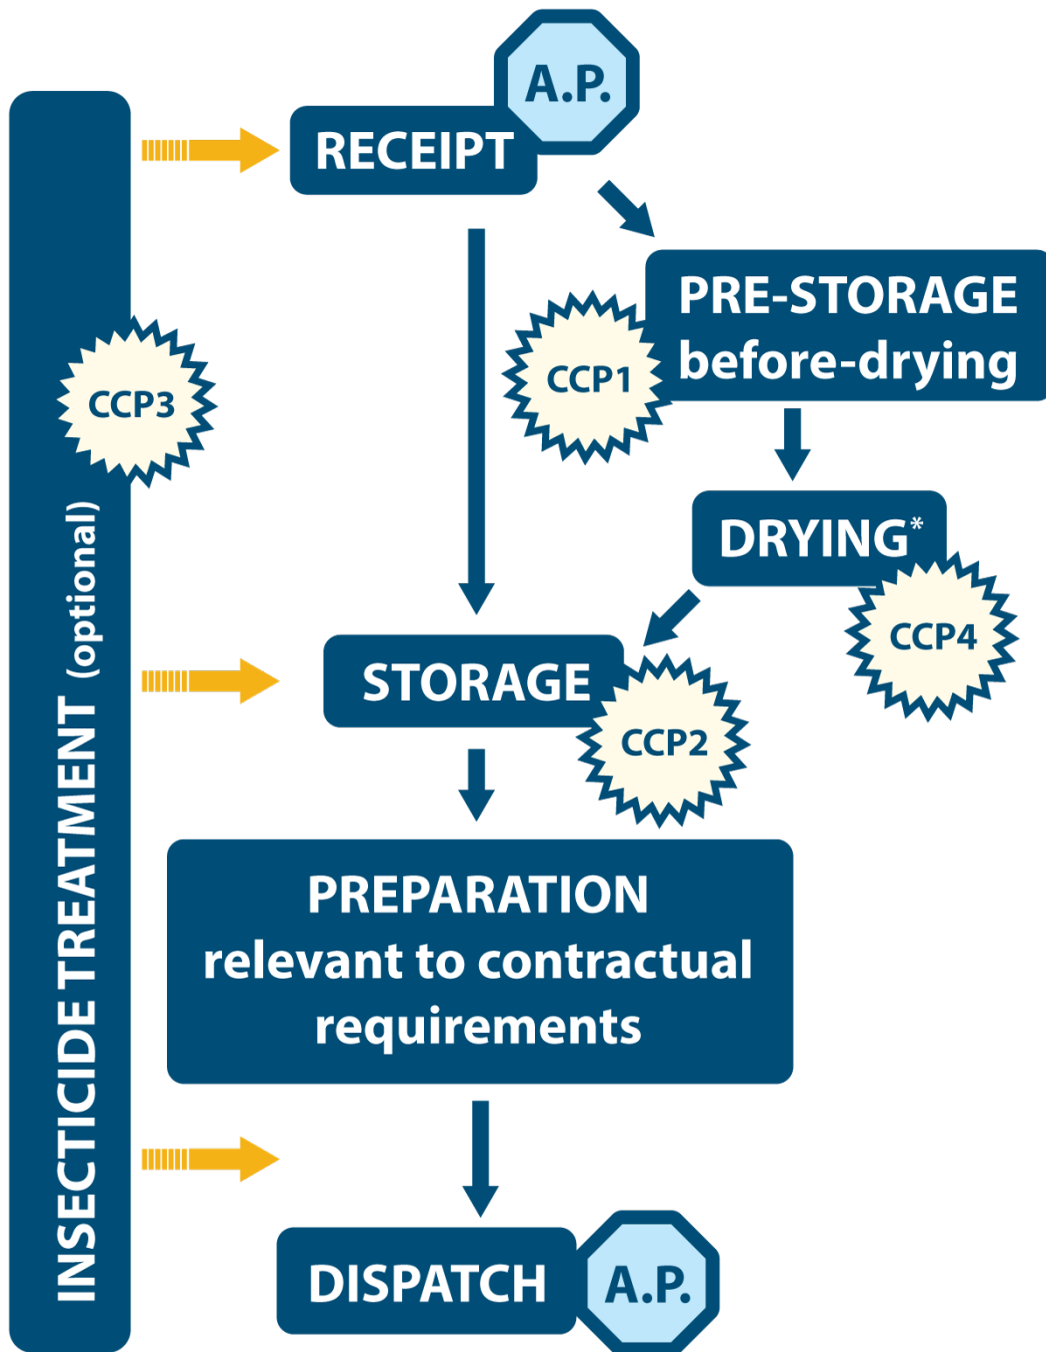 A.P.
RECEIPT
PRE-STORAGE
before-drying
CCP1
CCP3
DRYING*
CCP4
STORAGE
CCP2
INSECTICIDE TREATMENT (optional)
PREPARATION
relevant to contractual
requirements
DISPATCH
A.P.